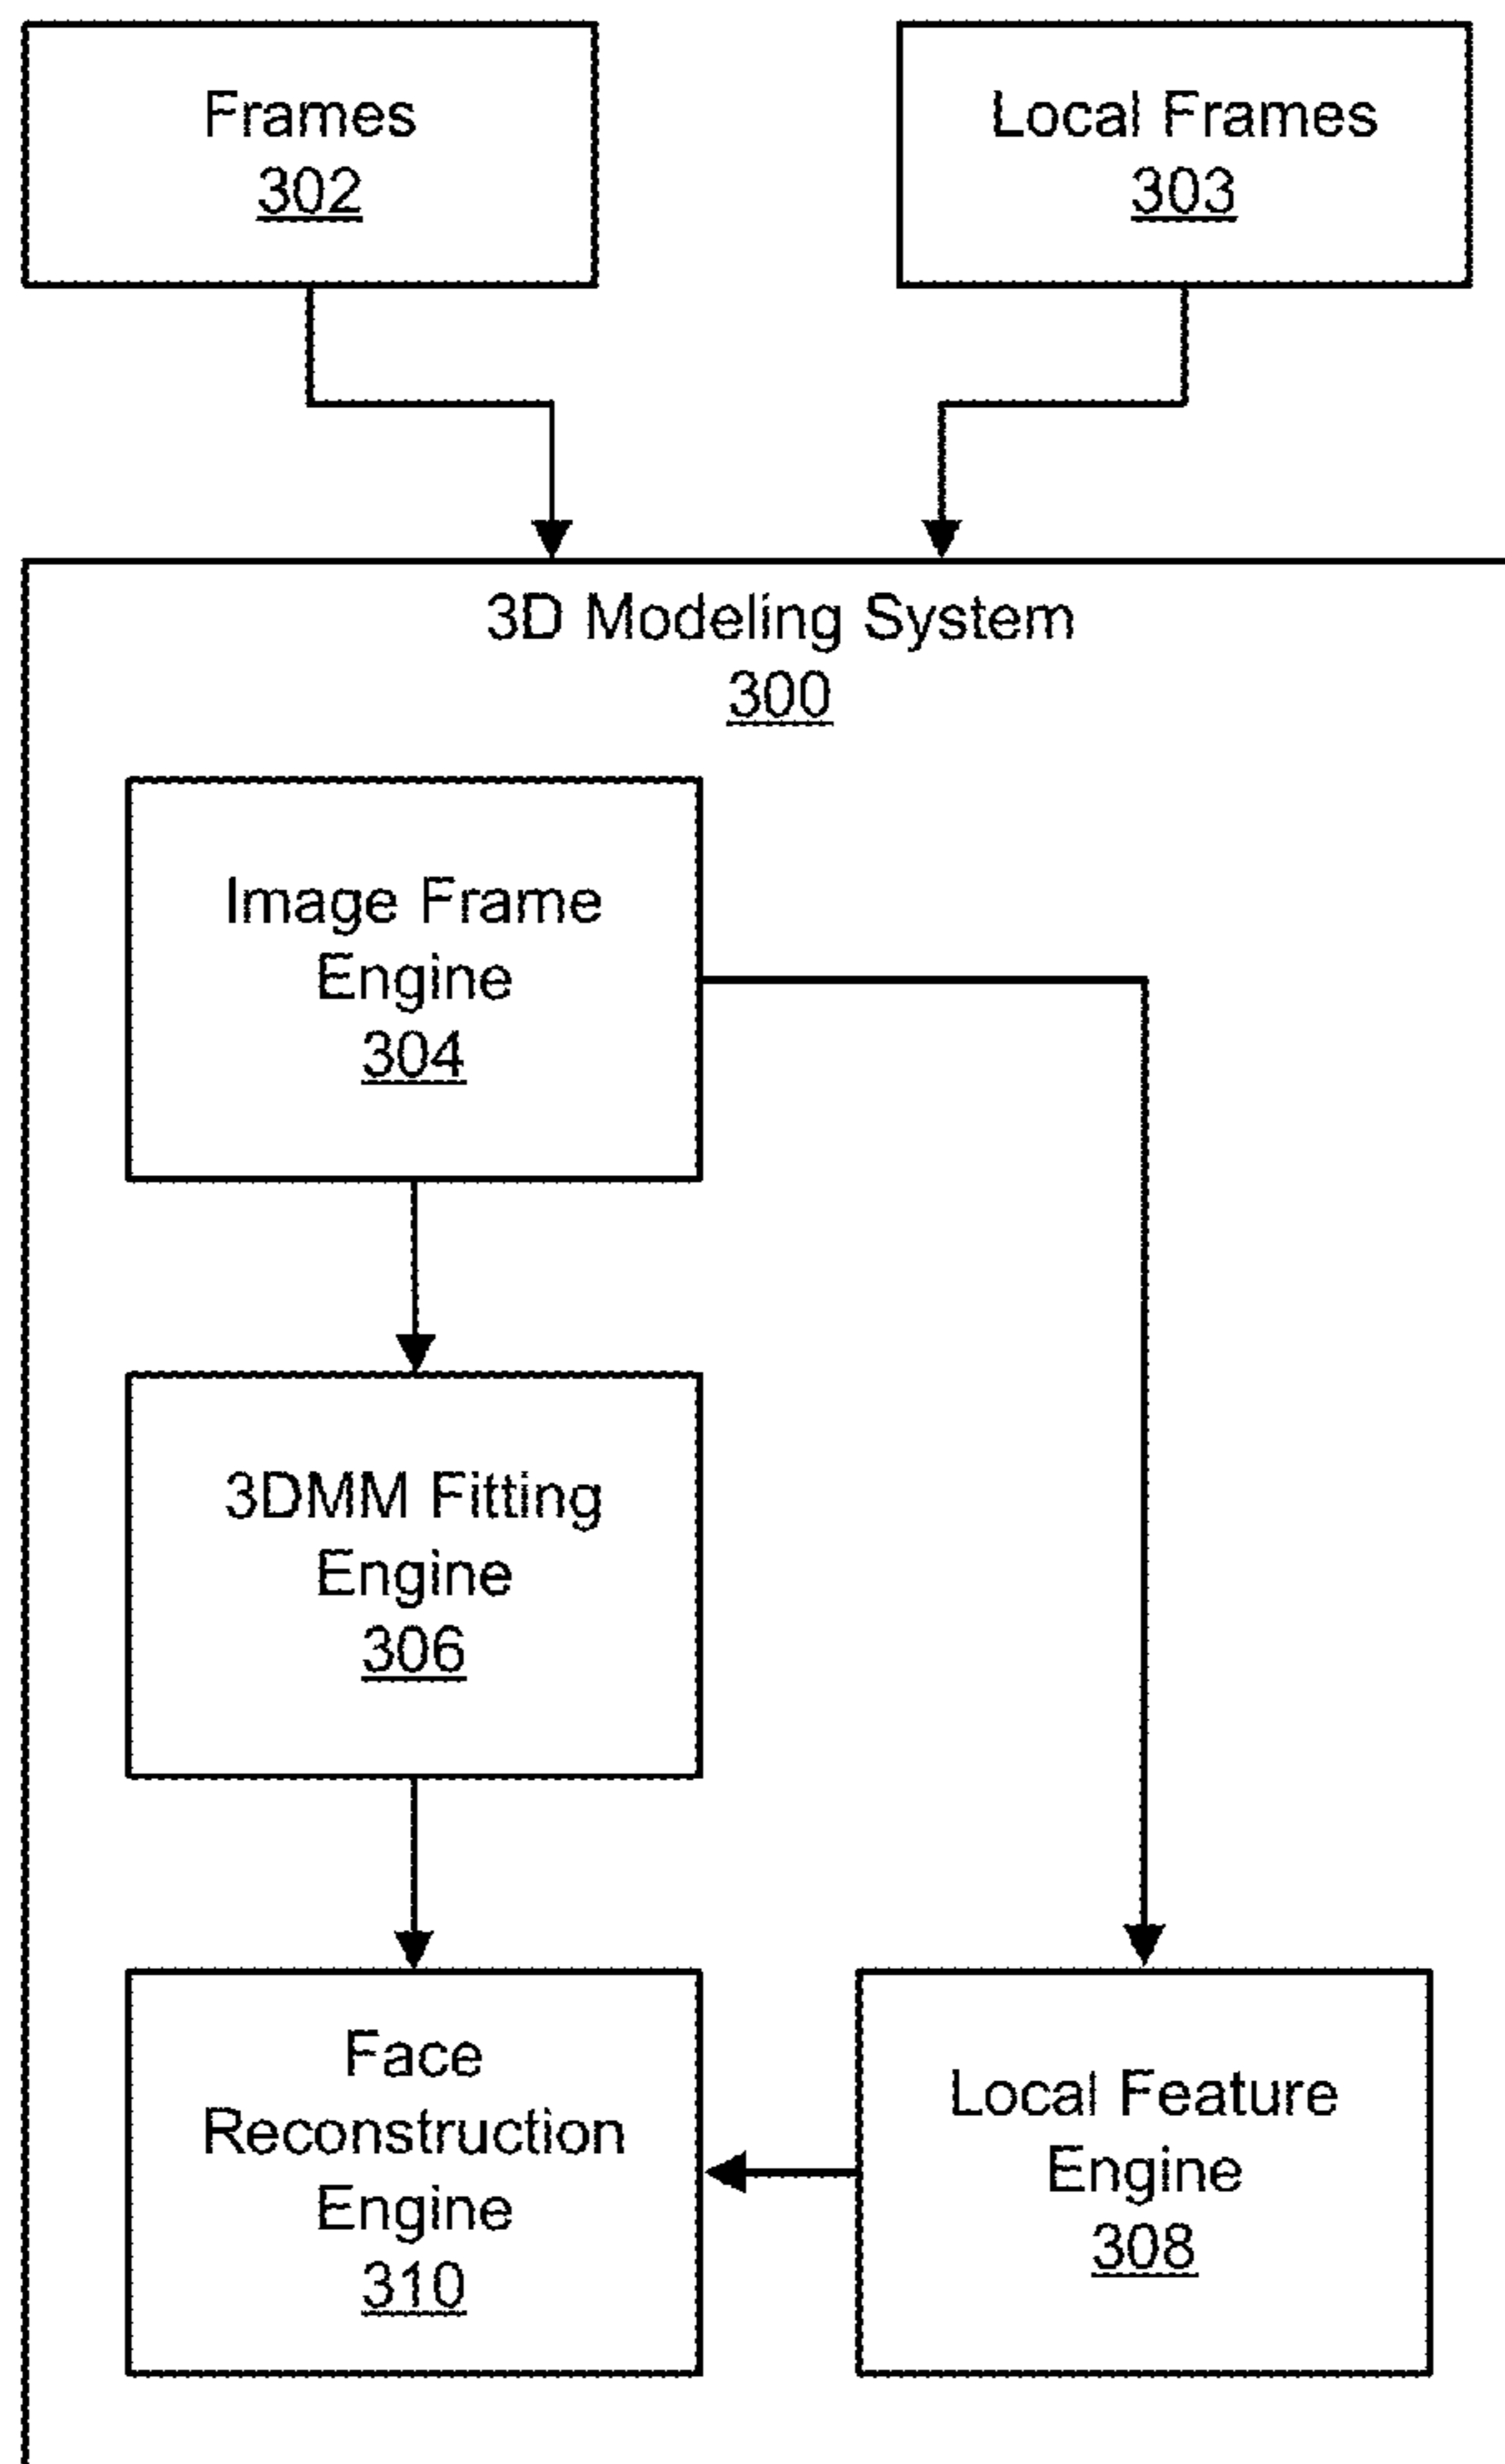 Frames
302
Local Frames
303
3D Modeling System
300
Image Frame
Engine
304
3DMM Fitting
Engine
306
Face
Reconstruction
Engine
310
Local Feature
Engine
308